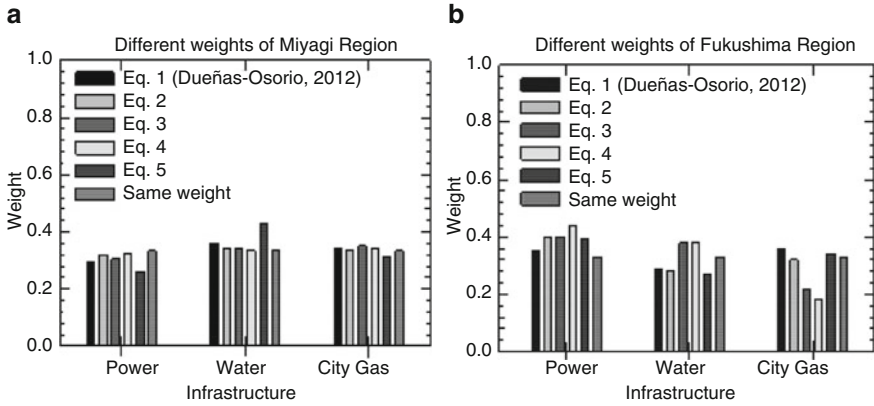 a
Different weights of Miyagi Region
1.0
0.8
0.6
0.4
0.2
0.0
Weight
Eq. 1 (Dueñas-Osorio, 2012)
Eq. 2
Eq. 3
Eq. 4
Eq. 5
Same weight
Power Water City Gas
Infrastructure
b
Different weights of Fukushima Region
1.0
0.8
0.6
0.4
0.2
0.0
Weight
Eq. 1 (Dueñas-Osorio, 2012)
Eq. 2
Eq. 3
Eq. 4
Eq. 5
Same weight
Power Water City Gas
Infrastructure